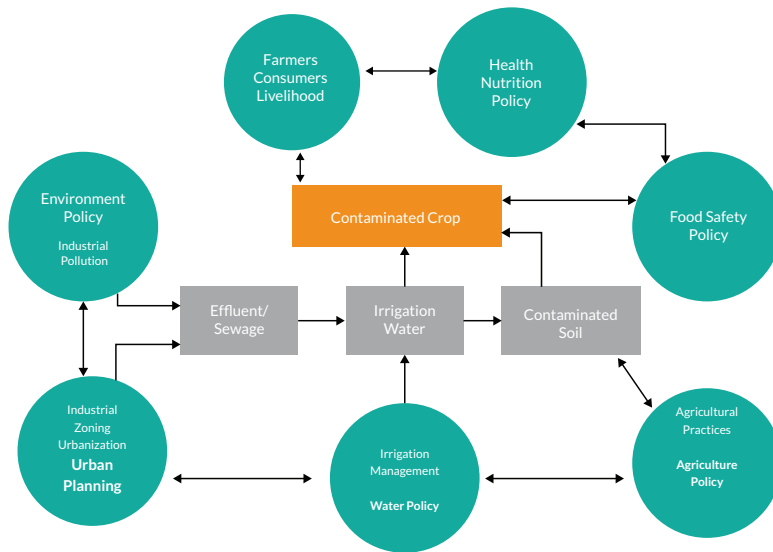 Farmers
Consumers
Livelihood
Health
Nutrition
Policy
Environment
Policy
Industrial
Pollution
Contaminated Crop
Food Safety
Policy
Effluent/
Sewage
Irrigation
Water
Contaminated
Soil
Industrial
Zoning
Urbanization
Urban
Planning
Irrigation
Management
Water Policy
Agricultural
Practices
Agriculture
Policy